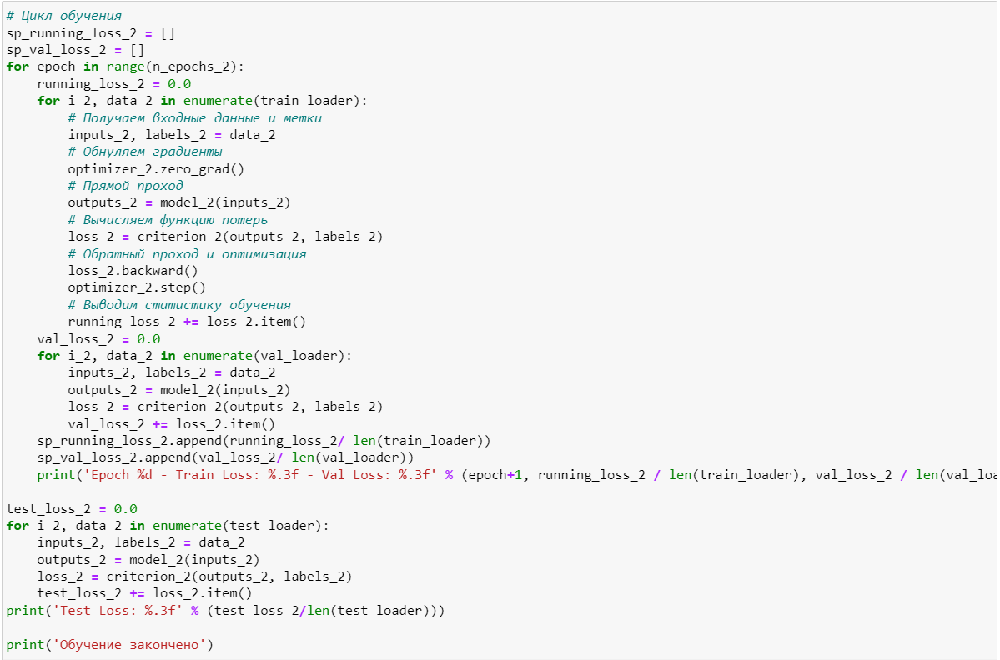 # Цикл обучения
sp_running_loss_2 = []
sp_val_loss_2 = []
for epoch in range(n_epochs_2):
    running_loss_2 = 0.0
    for i_2, data_2 in enumerate(train_loader):
        # Получаем входные данные и метки
        inputs_2, labels_2 = data_2
        # Обнуляем градиенты
        optimizer_2.zero_grad()
        # Прямой проход
        outputs_2 = model_2(inputs_2)
        # Вычисляем функцию потерь
        loss_2 = criterion_2(outputs_2, labels_2)
        # Обратный проход и оптимизация
        loss_2.backward()
        optimizer_2.step()
        # Выводим статистику обучения
        running_loss_2 += loss_2.item()
    val_loss_2 = 0.0
    for i_2, data_2 in enumerate(val_loader):
        inputs_2, labels_2 = data_2
        outputs_2 = model_2(inputs_2)
        loss_2 = criterion_2(outputs_2, labels_2)
        val_loss_2 += loss_2.item()
    sp_running_loss_2.append(running_loss_2/ len(train_loader))
    sp_val_loss_2.append(val_loss_2/ len(val_loader))
    print('Epoch %d - Train Loss: %.3f - Val Loss: %.3f' % (epoch+1, running_loss_2 / len(train_loader), val_loss_2 / len(val_loa

test_loss_2 = 0.0
for i_2, data_2 in enumerate(test_loader):
    inputs_2, labels_2 = data_2
    outputs_2 = model_2(inputs_2)
    loss_2 = criterion_2(outputs_2, labels_2)
    test_loss_2 += loss_2.item()
print('Test Loss: %.3f' % (test_loss_2/len(test_loader)))

print('Обучение закончено')